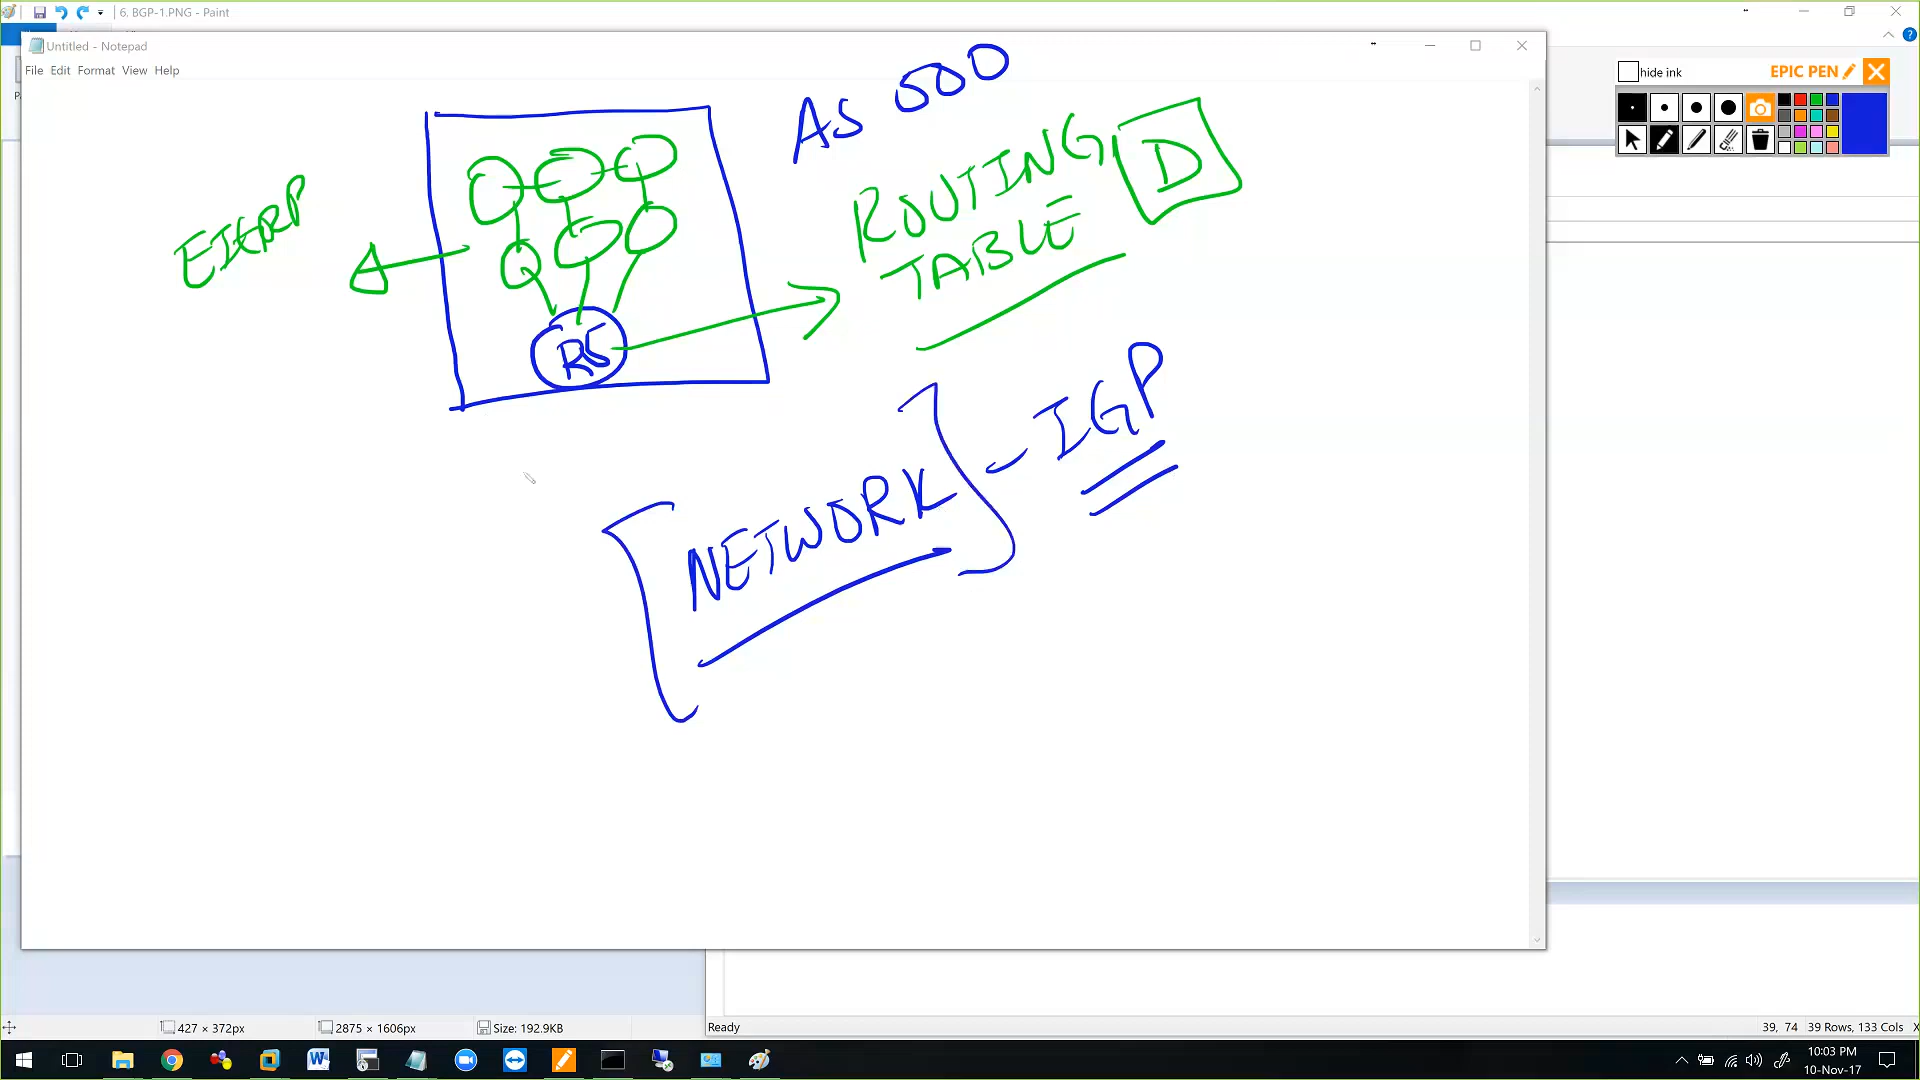 6. BGP-1.PNG - Paint
Untitled - Notepad
File Edit Format View Help
hide ink
EPIC PEN
AS 500
ROUTING D
TABLE
EIGRP
R5
NETWORK - IGP
427 × 372px
2875 × 1606px
Size: 192.9KB
Ready
39, 74
39 Rows, 133 Cols
10:03 PM
10-Nov-17